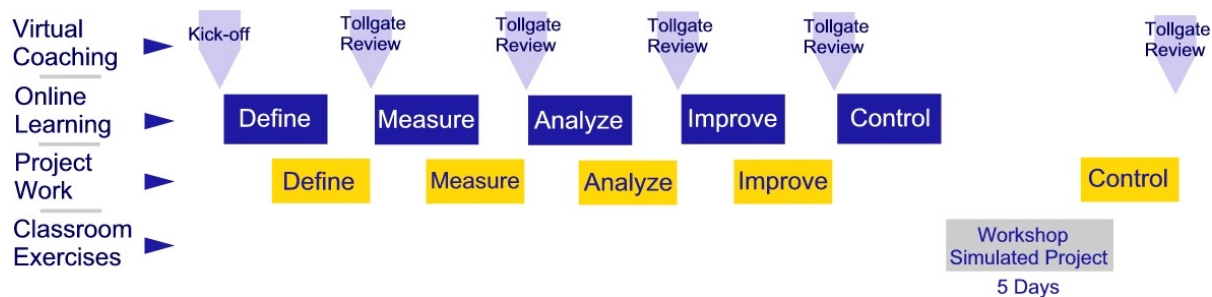 Virtual
Coaching
Kick-off
Tollgate
Review
Tollgate
Review
Tollgate
Review
Tollgate
Review
Tollgate
Review
Online
Learning
Define
Measure
Analyze
Improve
Control
Project
Work
Define
Measure
Analyze
Improve
Control
Classroom
Exercises
Workshop
Simulated Project
5 Days